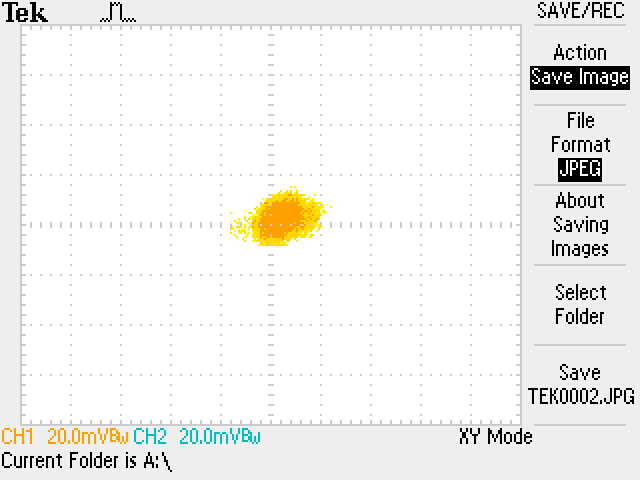 Tek
SAVE/REC
Action
Save Image
File
Format
JPEG
About
Saving
Images
Select
Folder
Save
TEK0002.JPG
CH1 20.0mVBw CH2 20.0mVBw XY Mode
Current Folder is A:\